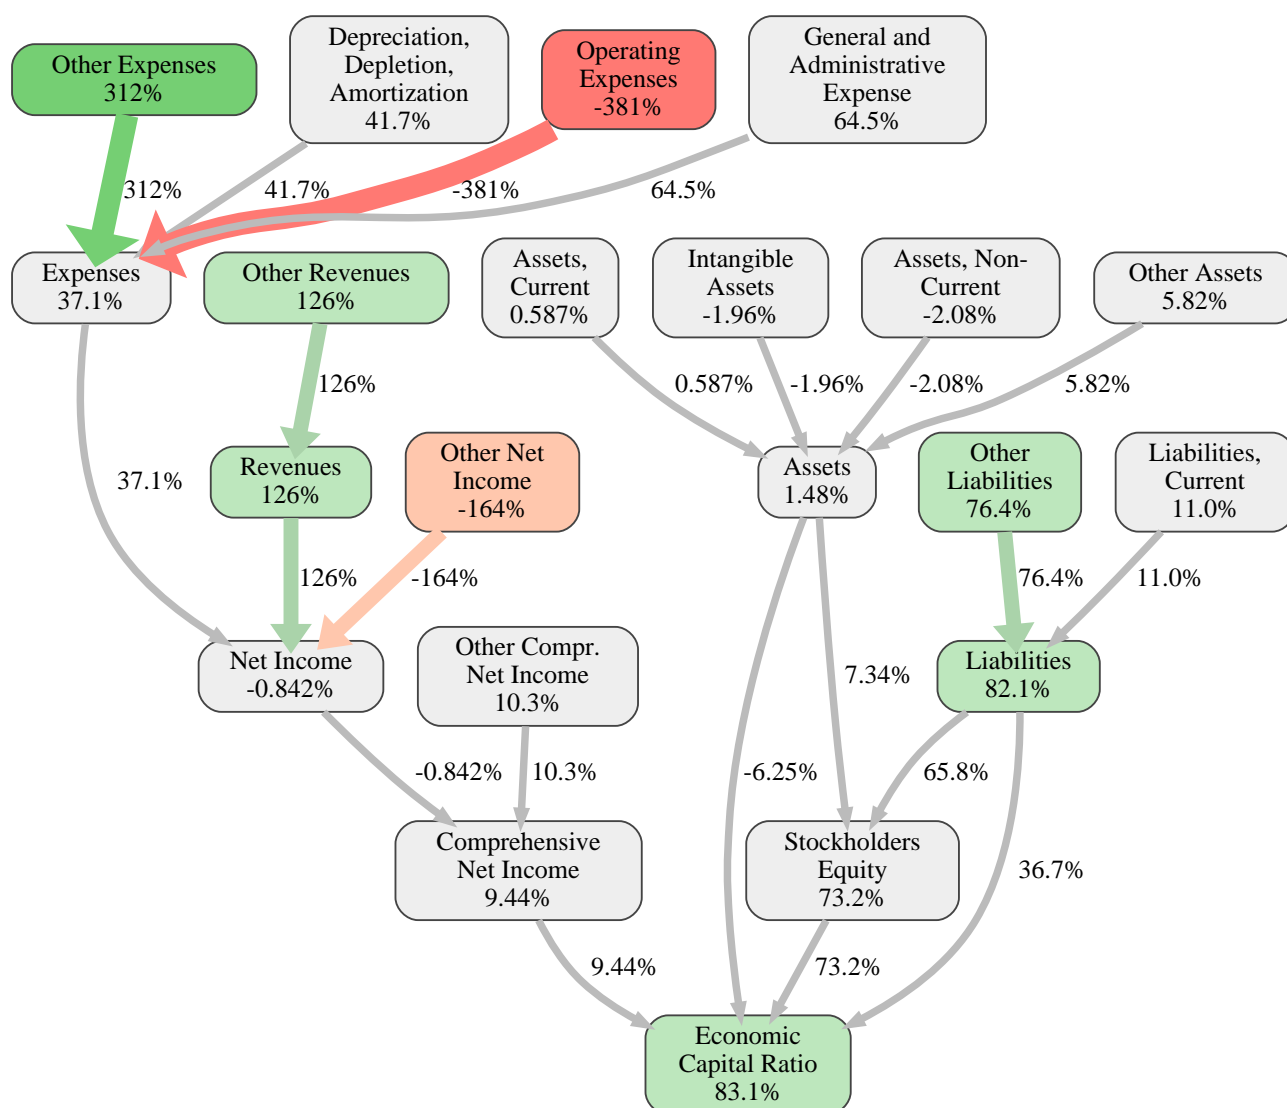 Other Expenses
312%
Depreciation,
Depletion,
Amortization
41.7%
Operating
Expenses
-381%
General and
Administrative
Expense
64.5%
312%
41.7%
-381%
64.5%
Expenses
37.1%
Other Revenues
126%
Assets,
Current
0.587%
Intangible
Assets
-1.96%
Assets, Non-
Current
-2.08%
Other Assets
5.82%
126%
0.587%
-1.96%
-2.08%
5.82%
37.1%
Revenues
126%
Other Net
Income
-164%
Assets
1.48%
Other
Liabilities
76.4%
Liabilities,
Current
11.0%
126%
-164%
76.4%
11.0%
Net Income
-0.842%
Other Compr.
Net Income
10.3%
7.34%
Liabilities
82.1%
-0.842%
10.3%
-6.25%
65.8%
Comprehensive
Net Income
9.44%
Stockholders
Equity
73.2%
36.7%
9.44%
73.2%
Economic
Capital Ratio
83.1%